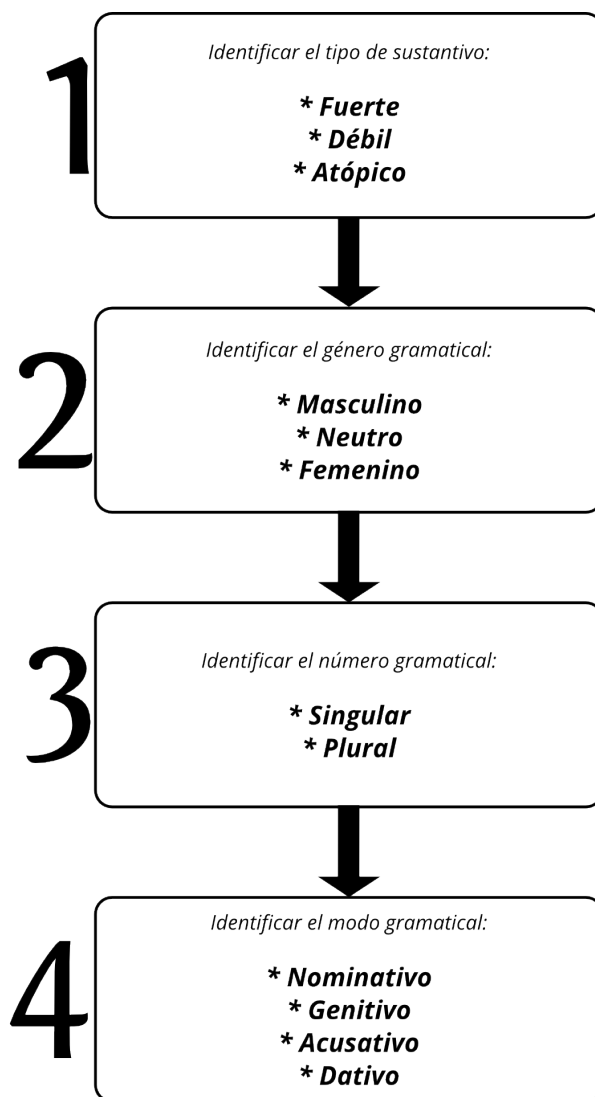 1
Identificar el tipo de sustantivo:
* Fuerte
* Débil
* Atópico
2
Identificar el género gramatical:
* Masculino
* Neutro
* Femenino
3
Identificar el número gramatical:
* Singular
* Plural
4
Identificar el modo gramatical:
* Nominativo
* Genitivo
* Acusativo
* Dativo